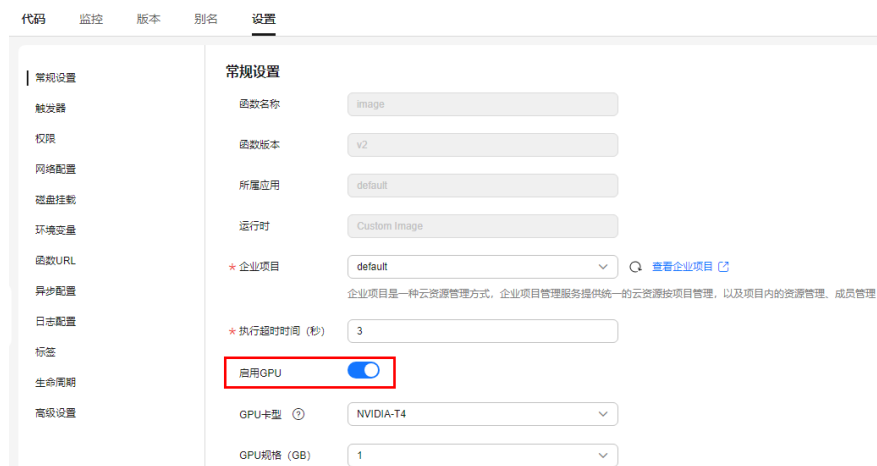 代码 监控 版本 别名 设置
常规设置
触发器
权限
网络配置
磁盘挂载
环境变量
函数URL
异步配置
日志配置
标签
生命周期
高级设置
常规设置
函数名称 image
函数版本 v2
所属应用 default
运行时 Custom Image
* 企业项目 default 查看企业项目
企业项目是一种云资源管理方式，企业项目管理服务提供统一的云资源按项目管理，以及项目内的资源管理、成员管理
* 执行超时时间（秒） 3
启用GPU
GPU卡型 ? NVIDIA-T4
GPU规格（GB） 1